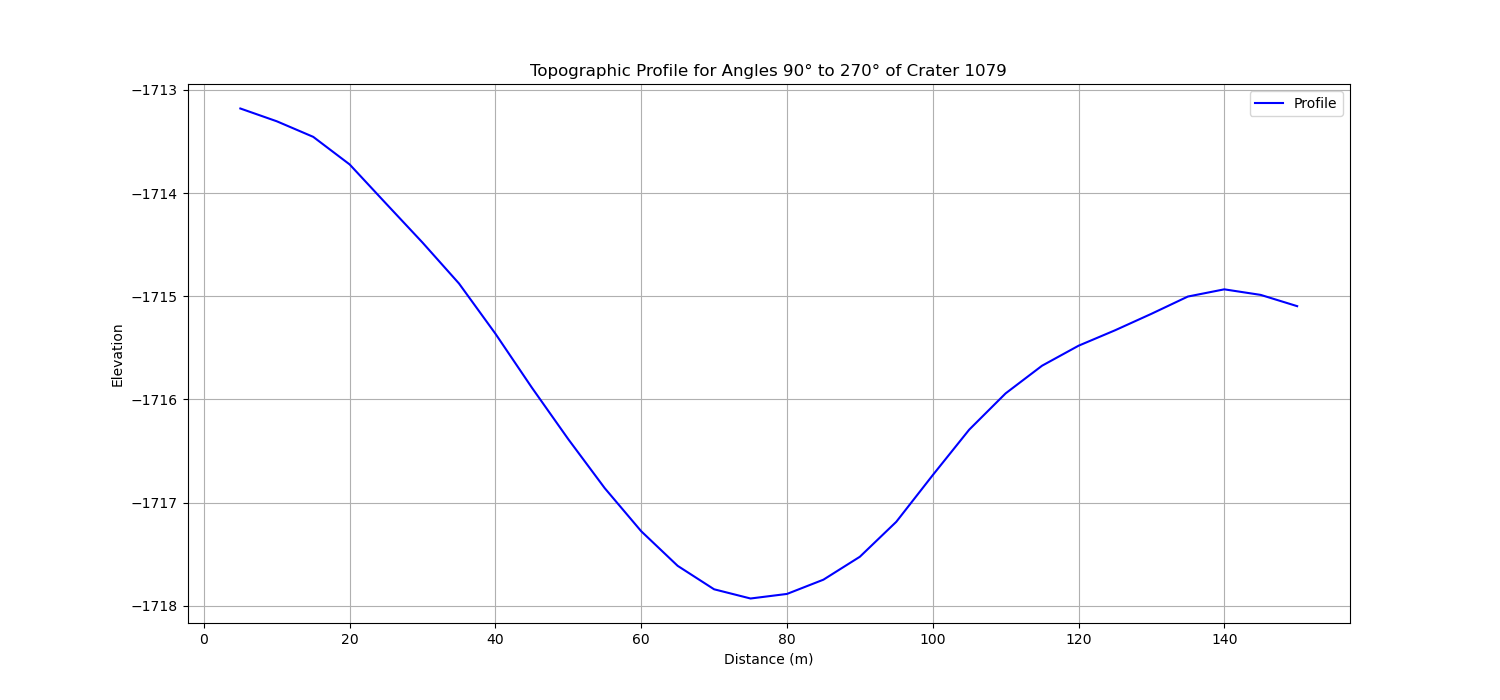 Topographic Profile for Angles 90° to 270° of Crater 1079
Profile
−1713
−1714
−1715
−1716
−1717
−1718
Elevation
0 20 40 60 80 100 120 140
Distance (m)